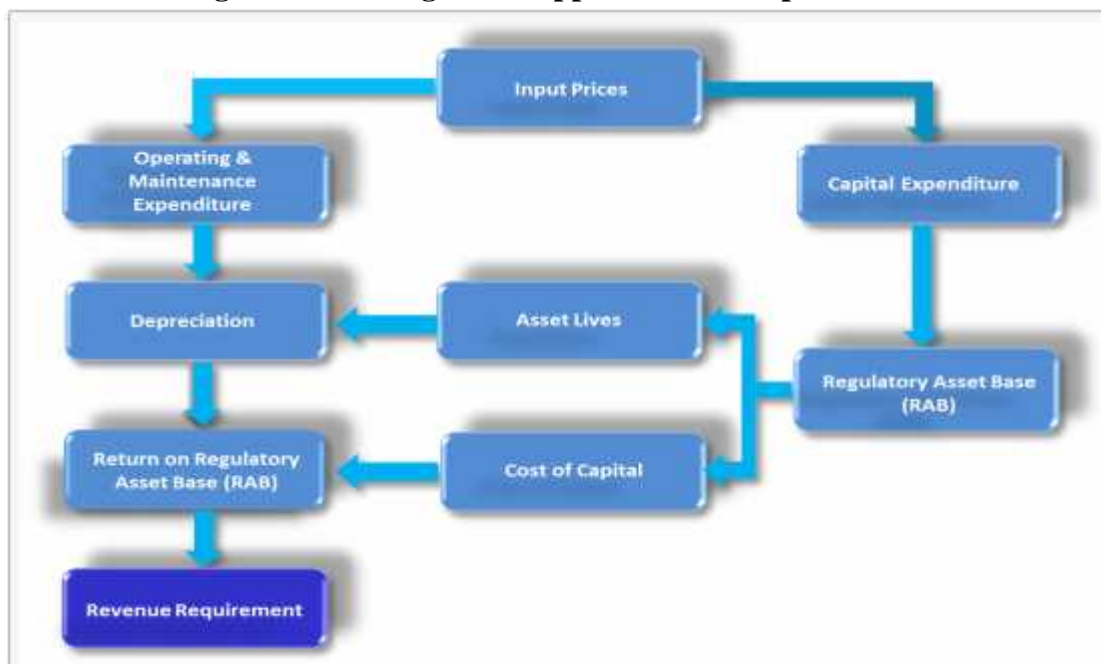 Input Prices
Operating &
Maintenance
Expenditure
Capital Expenditure
Depreciation
Asset Lives
Regulatory Asset Base
(RAB)
Return on Regulatory
Asset Base (RAB)
Cost of Capital
Revenue Requirement